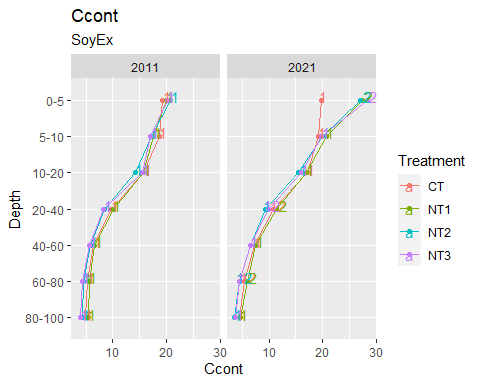 Ccont
SoyEx
2011
2021
Depth
0-5
5-10
10-20
20-40
40-60
60-80
80-100
10
20
30
10
20
30
Ccont
Treatment
a CT
a NT1
a NT2
a NT3